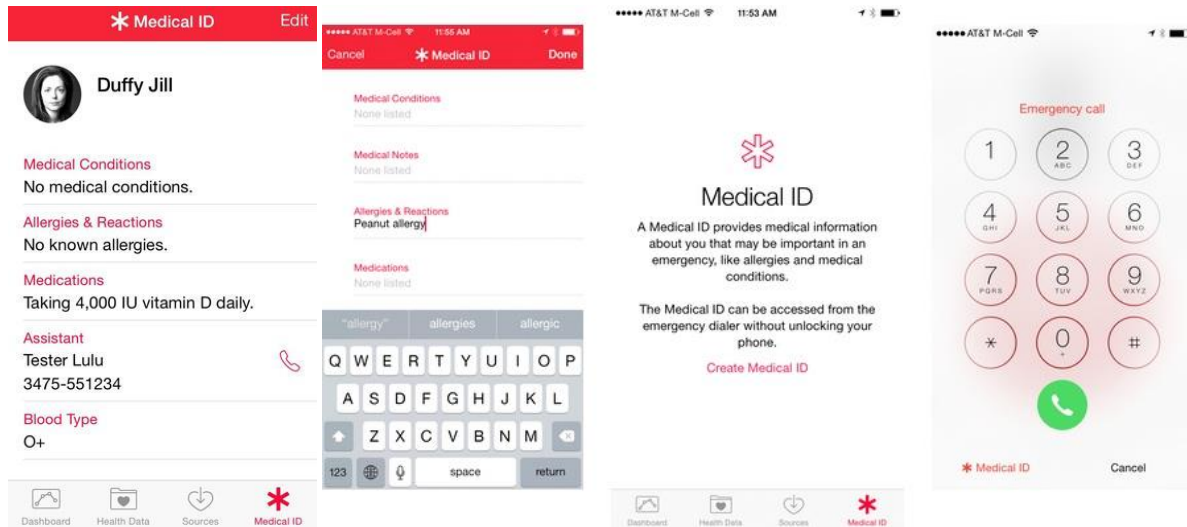 Medical ID Edit
Duffy Jill
Medical Conditions
No medical conditions.
Allergies & Reactions
No known allergies.
Medications
Taking 4,000 IU vitamin D daily.
Assistant
Tester Lulu
3475-551234
Blood Type
O+
Dashboard Health Data Sources Medical ID
AT&T M-Cell 11:55 AM
Cancel Medical ID Done
Medical Conditions
None listed
Medical Notes
None listed
Allergies & Reactions
Peanut allergy
Medications
None listed
"allergy" allergies allergic
Q W E R T Y U I O P
A S D F G H J K L
Z X C V B N M
123 space return
AT&T M-Cell 11:53 AM
Medical ID
A Medical ID provides medical information
about you that may be important in an
emergency, like allergies and medical
conditions.
The Medical ID can be accessed from the
emergency dialer without unlocking your
phone.
Create Medical ID
Dashboard Health Data Sources Medical ID
AT&T M-Cell
Emergency call
1 2 3
ABC DEF
4 5 6
GHI JKL MNO
7 8 9
PQRS TUV WXYZ
* 0 #
+
Medical ID Cancel